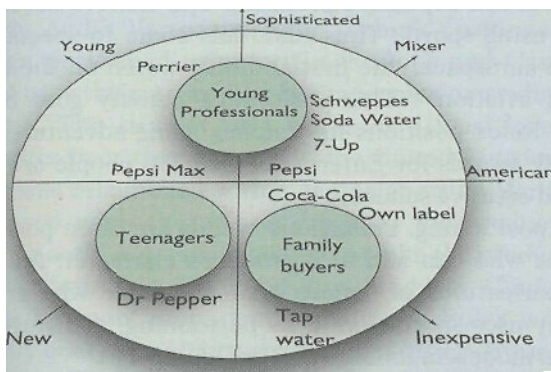 Sophisticated
Young
Mixer
Perrier
Young
Professionals
Schweppes
Soda Water
7-Up
Pepsi Max
Pepsi
American
Coca-Cola
Own label
Teenagers
Family
buyers
Dr Pepper
Tap
water
New
Inexpensive